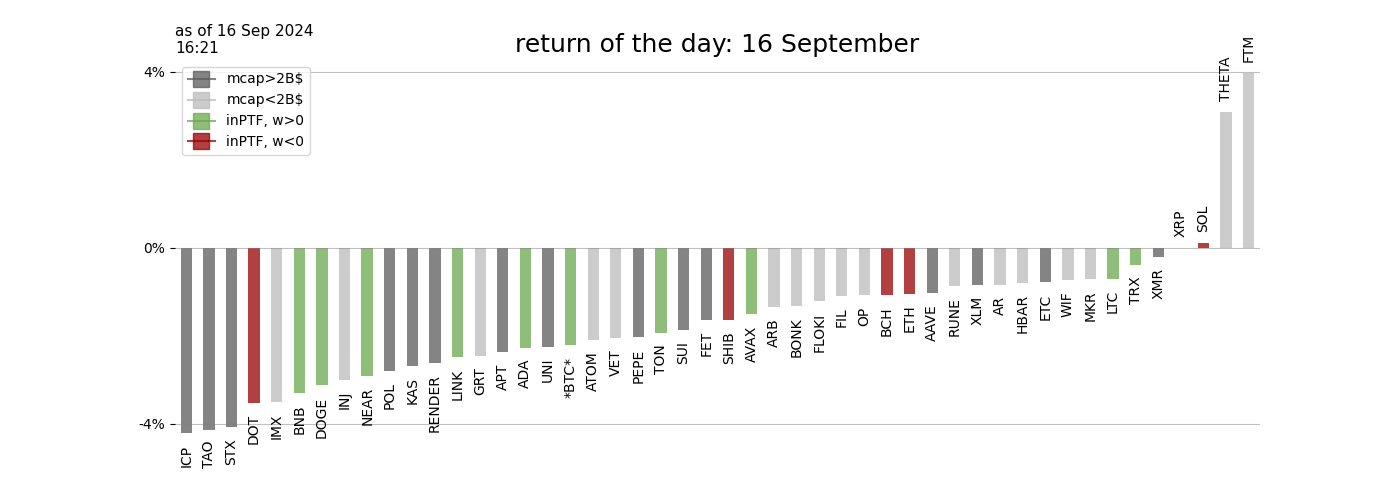 as of 16 Sep 2024
16:21
return of the day: 16 September
4%
0%
-4%
mcap>2B$
mcap<2B$
inPTF, w>0
inPTF, w<0
ICP
TAO
STX
DOT
IMX
BNB
DOGE
INJ
NEAR
POL
KAS
RENDER
LINK
GRT
APT
ADA
UNI
*BTC*
ATOM
VET
PEPE
TON
SUI
FET
SHIB
AVAX
ARB
BONK
FLOKI
FIL
OP
BCH
ETH
AAVE
RUNE
XLM
AR
HBAR
ETC
WIF
MKR
LTC
TRX
XMR
XRP
SOL
THETA
FTM